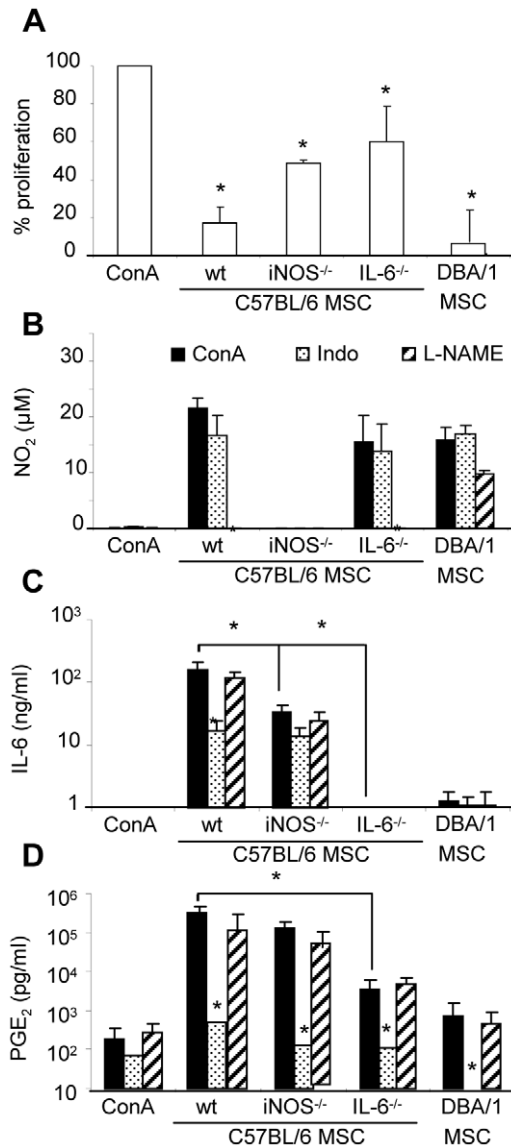 A
% proliferation
100
80
60
40
20
0
*
*
*
*
ConA wt iNOS-/- IL-6-/- DBA/1
C57BL/6 MSC MSC
B
NO2 (µM)
30
20
10
0
ConA Indo L-NAME
*
*
ConA wt iNOS-/- IL-6-/- DBA/1
C57BL/6 MSC MSC
C
IL-6 (ng/ml)
10³
10²
10
1
* *
*
ConA wt iNOS-/- IL-6-/- DBA/1
C57BL/6 MSC MSC
D
PGE2 (pg/ml)
10⁶
10⁵
10⁴
10³
10²
10
*
*
*
*
*
ConA wt iNOS-/- IL-6-/- DBA/1
C57BL/6 MSC MSC